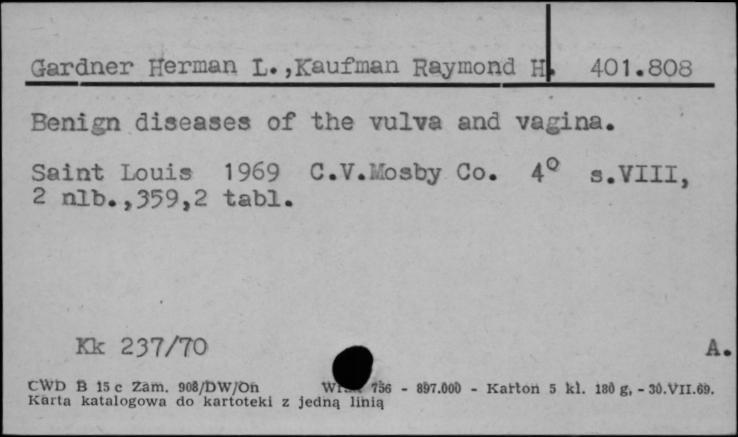 Gardner Herman L.,Kaufman Raymond H. 401.808
Benign diseases of the vulva and vagina.
Saint Louis 1969 C.V.Mosby Co. 4° s.VIII,
2 nlb.,359,2 tabl.
Kk 237/70 A.
CWD B 15 c Zam. 908/DW/On 756 - 897.000 - Karton 5 kl. 180 g, - 30.VII.69.
Karta katalogowa do kartoteki z jedną linią